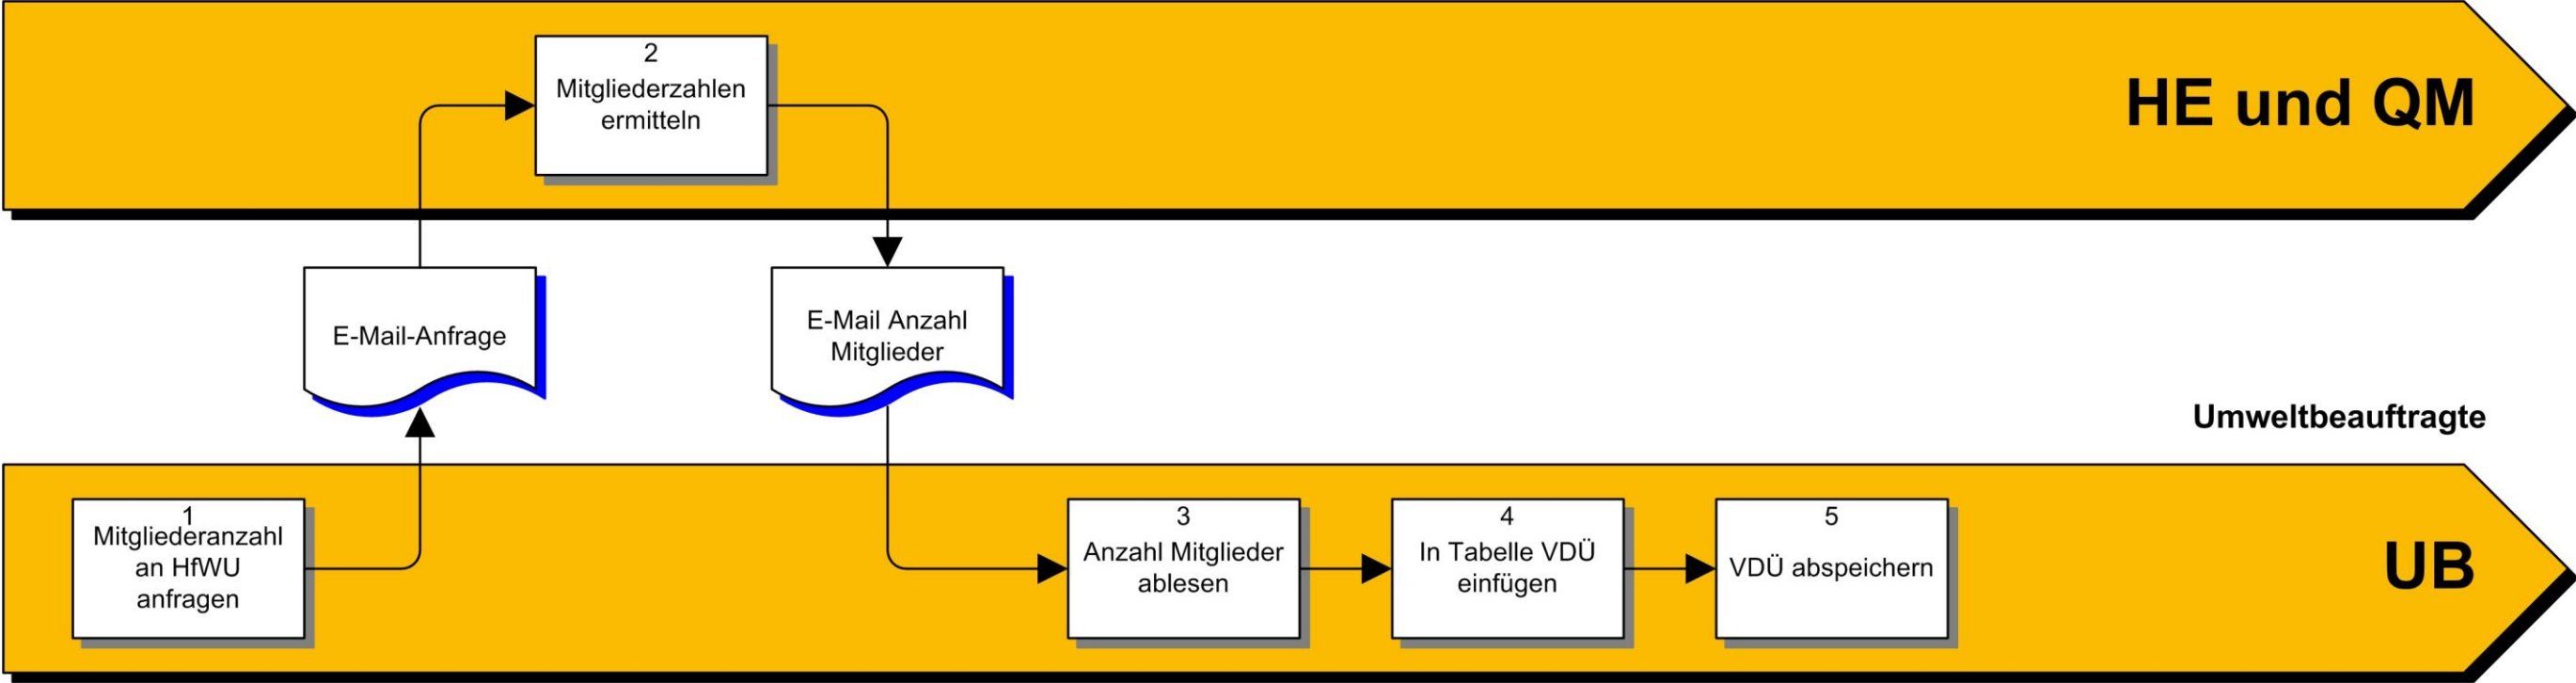 2
Mitgliederzahlen
ermitteln
HE und QM
E-Mail-Anfrage
E-Mail Anzahl
Mitglieder
Umweltbeauftragte
1
Mitgliederanzahl
an HfWU
anfragen
3
Anzahl Mitglieder
ablesen
4
In Tabelle VDÜ
einfügen
5
VDÜ abspeichern
UB